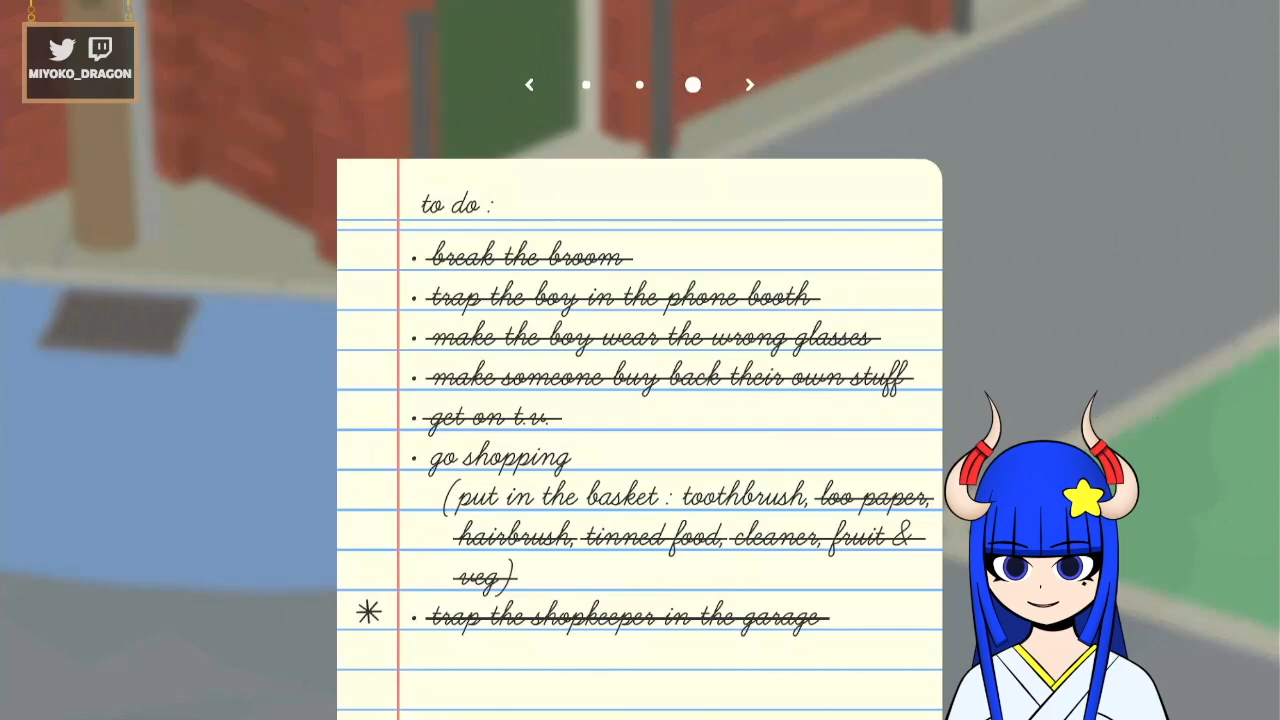 MIYOKO_DRAGON
to do :
• break the broom
• trap the boy in the phone booth
• make the boy wear the wrong glasses
• make someone buy back their own stuff
• get on t.v.
• go shopping
(put in the basket : toothbrush, loo paper,
hairbrush, tinned food, cleaner, fruit &
veg)
• trap the shopkeeper in the garage